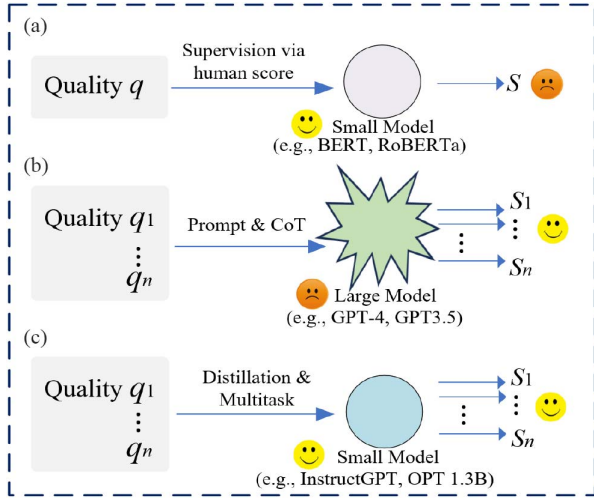 (a)
Supervision via
human score
Quality q
S
Small Model
(e.g., BERT, RoBERTa)
(b)
Quality q1
⋮
qn
Prompt & CoT
S1
⋮
⋮
Sn
Large Model
(e.g., GPT-4, GPT3.5)
(c)
Quality q1
⋮
qn
Distillation &
Multitask
S1
⋮
⋮
Sn
Small Model
(e.g., InstructGPT, OPT 1.3B)